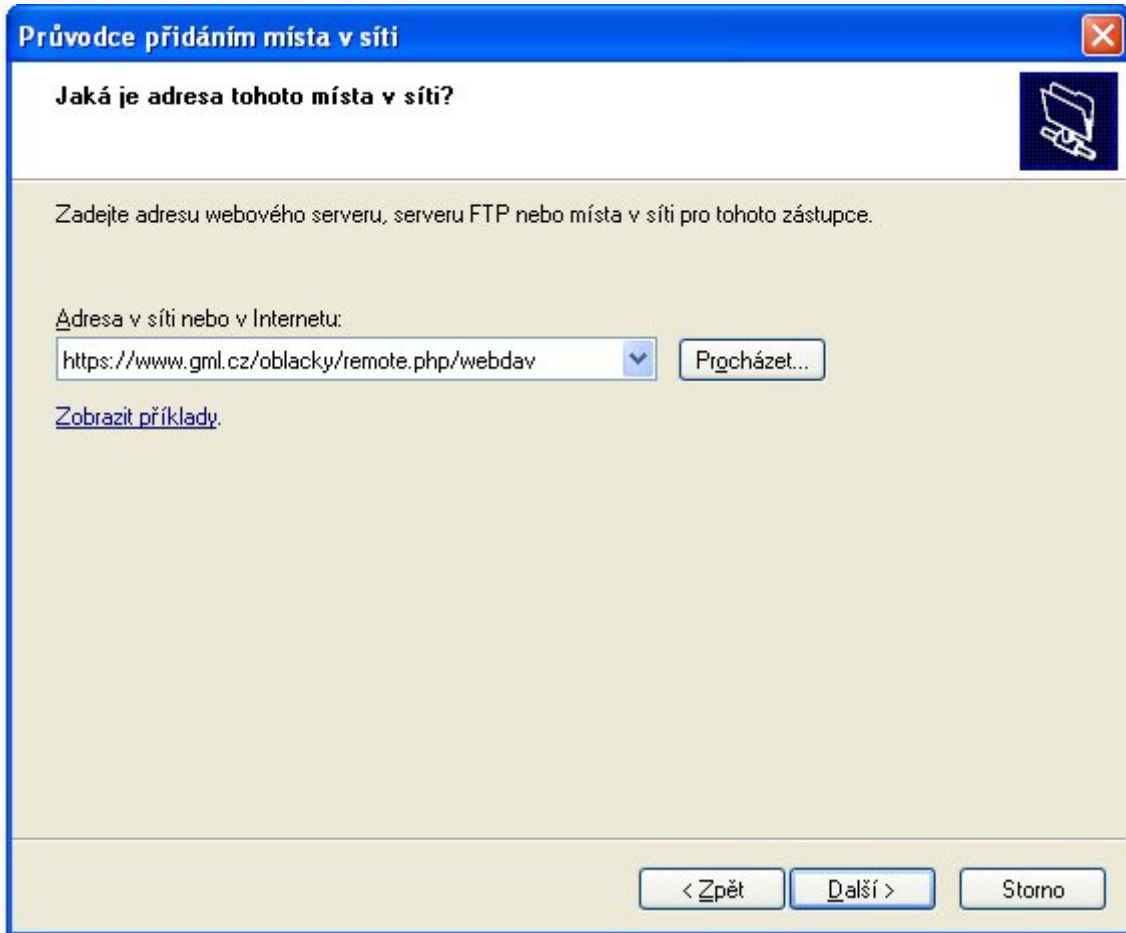 Průvodce přidáním místa v síti
Jaká je adresa tohoto místa v síti?
Zadejte adresu webového serveru, serveru FTP nebo místa v síti pro tohoto zástupce.
Adresa v síti nebo v Internetu:
https://www.gml.cz/oblacky/remote.php/webdav
Procházet...
Zobrazit příklady.
< Zpět
Další >
Storno